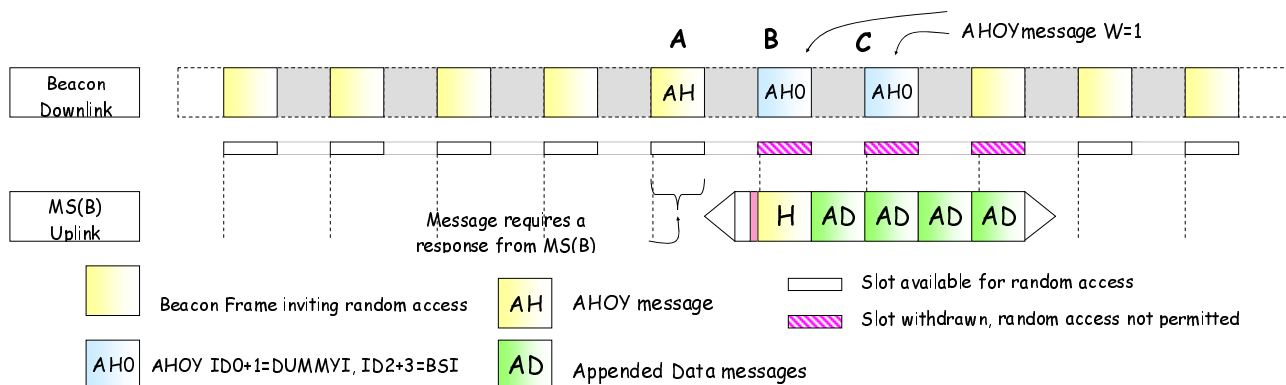 A B C
AHOY message W=1
Beacon
Downlink
AH AH0 AH0
MS(B)
Uplink
Message requires a
response from MS(B)
H AD AD AD AD
Beacon Frame inviting random access
AH AHOY message
Slot available for random access
Slot withdrawn, random access not permitted
AH0 AHOY ID0+1=DUMMYI, ID2+3=BSI
AD Appended Data messages